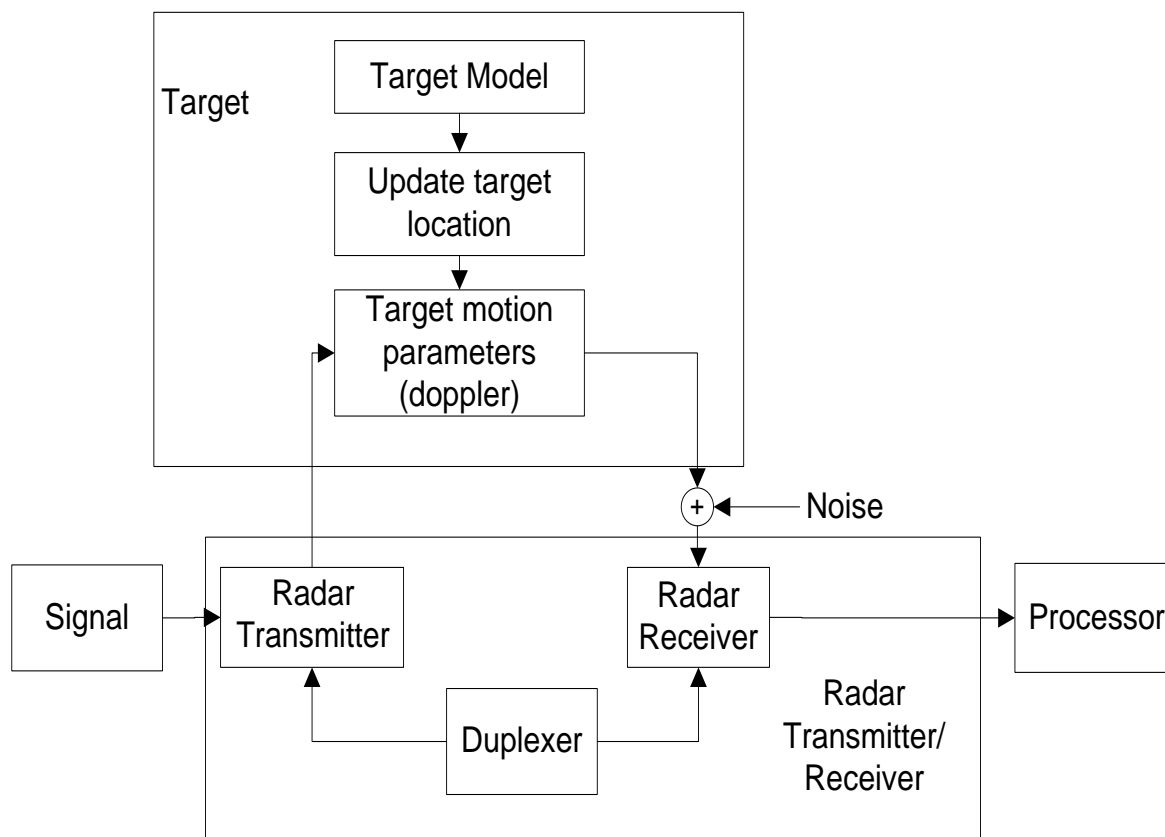 Target Model
Target
Update target
location
Target motion
parameters
(doppler)
+
Noise
Signal
Radar
Transmitter
Radar
Receiver
Processor
Duplexer
Radar
Transmitter/
Receiver